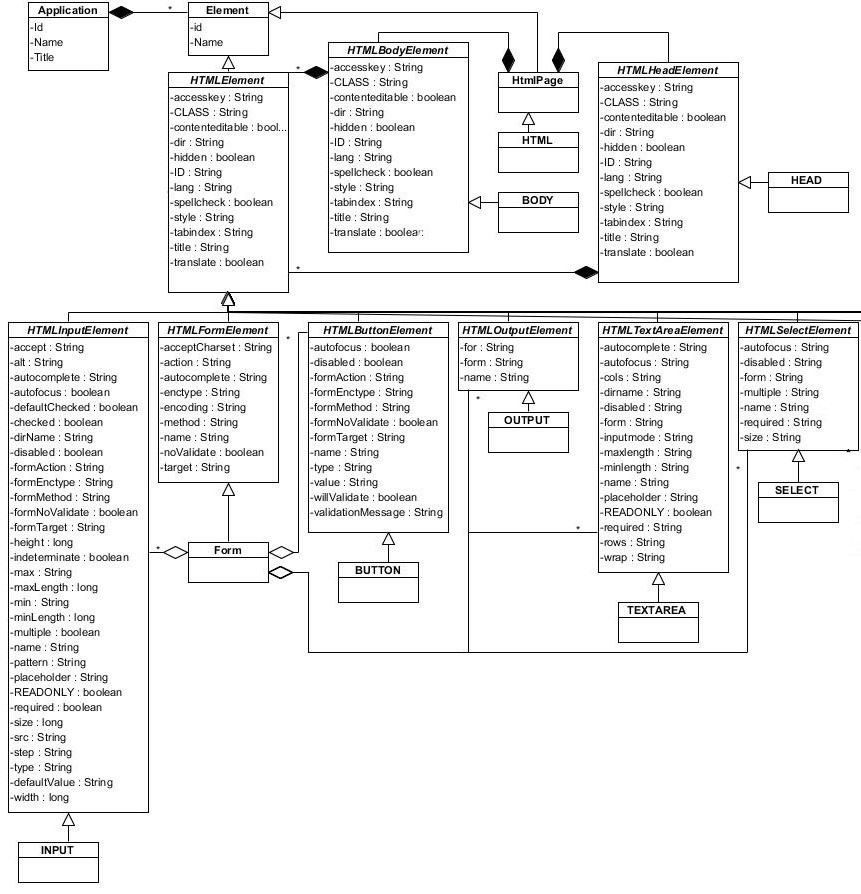 Application
-Id
-Name
-Title
*
Element
-id
-Name
HTMLElement
-accesskey : String
-CLASS : String
-contenteditable : bool...
-dir : String
-hidden : boolean
-ID : String
-lang : String
-spellcheck : boolean
-style : String
-tabindex : String
-title : String
-translate : boolean
*
*
HTMLBodyElement
-accesskey : String
-CLASS : String
-contenteditable : boolean
-dir : String
-hidden : boolean
-ID : String
-lang : String
-spellcheck : boolean
-style : String
-tabindex : String
-title : String
-translate : boolean
HtmlPage
HTML
BODY
HTMLHeadElement
-accesskey : String
-CLASS : String
-contenteditable : boolean
-dir : String
-hidden : boolean
-ID : String
-lang : String
-spellcheck : boolean
-style : String
-tabindex : String
-title : String
-translate : boolean
HEAD
HTMLInputElement
-accept : String
-alt : String
-autocomplete : String
-autofocus : boolean
-defaultChecked : boolean
-checked : boolean
-dirName : String
-disabled : boolean
-formAction : String
-formEnctype : String
-formMethod : String
-formNoValidate : boolean
-formTarget : String
-height : long
-indeterminate : boolean
-max : String
-maxLength : long
-min : String
-minLength : long
-multiple : boolean
-name : String
-pattern : String
-placeholder : String
-READONLY : boolean
-required : boolean
-size : long
-src : String
-step : String
-type : String
-defaultValue : String
-width : long
INPUT
*
HTMLFormElement
-acceptCharset : String
-action : String
-autocomplete : String
-enctype : String
-encoding : String
-method : String
-name : String
-noValidate : boolean
-target : String
Form
*
HTMLButtonElement
-autofocus : boolean
-disabled : boolean
-formAction : String
-formEnctype : String
-formMethod : String
-formNoValidate : boolean
-formTarget : String
-name : String
-type : String
-value : String
-willValidate : boolean
-validationMessage : String
BUTTON
HTMLOutputElement
-for : String
-form : String
-name : String
*
OUTPUT
*
HTMLTextAreaElement
-autocomplete : String
-autofocus : String
-cols : String
-dirname : String
-disabled : String
-form : String
-inputmode : String
-maxlength : String
-minlength : String
-name : String
-placeholder : String
-READONLY : boolean
-required : String
-rows : String
-wrap : String
TEXTAREA
HTMLSelectElement
-autofocus : String
-disabled : String
-form : String
-multiple : String
-name : String
-required : String
-size : String
*
SELECT